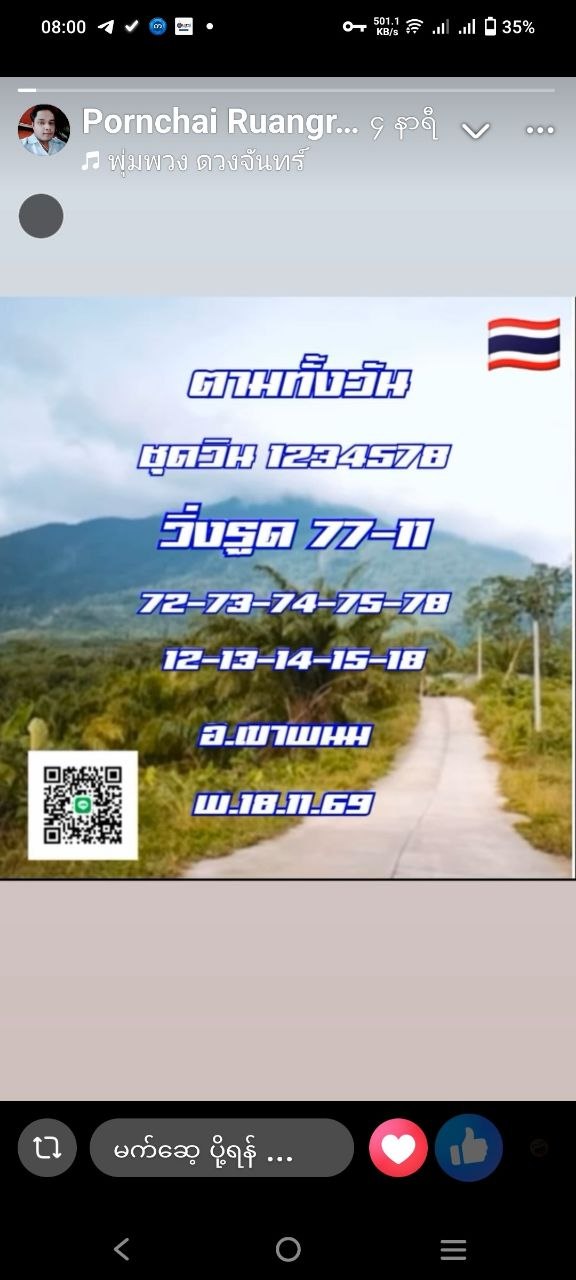 08:00
501.1 KB/s
35%
Pornchai Ruangr... ၄ နာရီ
พุ่มพวง ดวงจันทร์
ตามทั้งวัน
ชุดวิน 1234578
วิ่งรูด 77-11
72-73-74-75-78
12-13-14-15-18
อ.ผาพนม
พ.18.11.69
မက်ဆေ့ ပို့ရန် ...